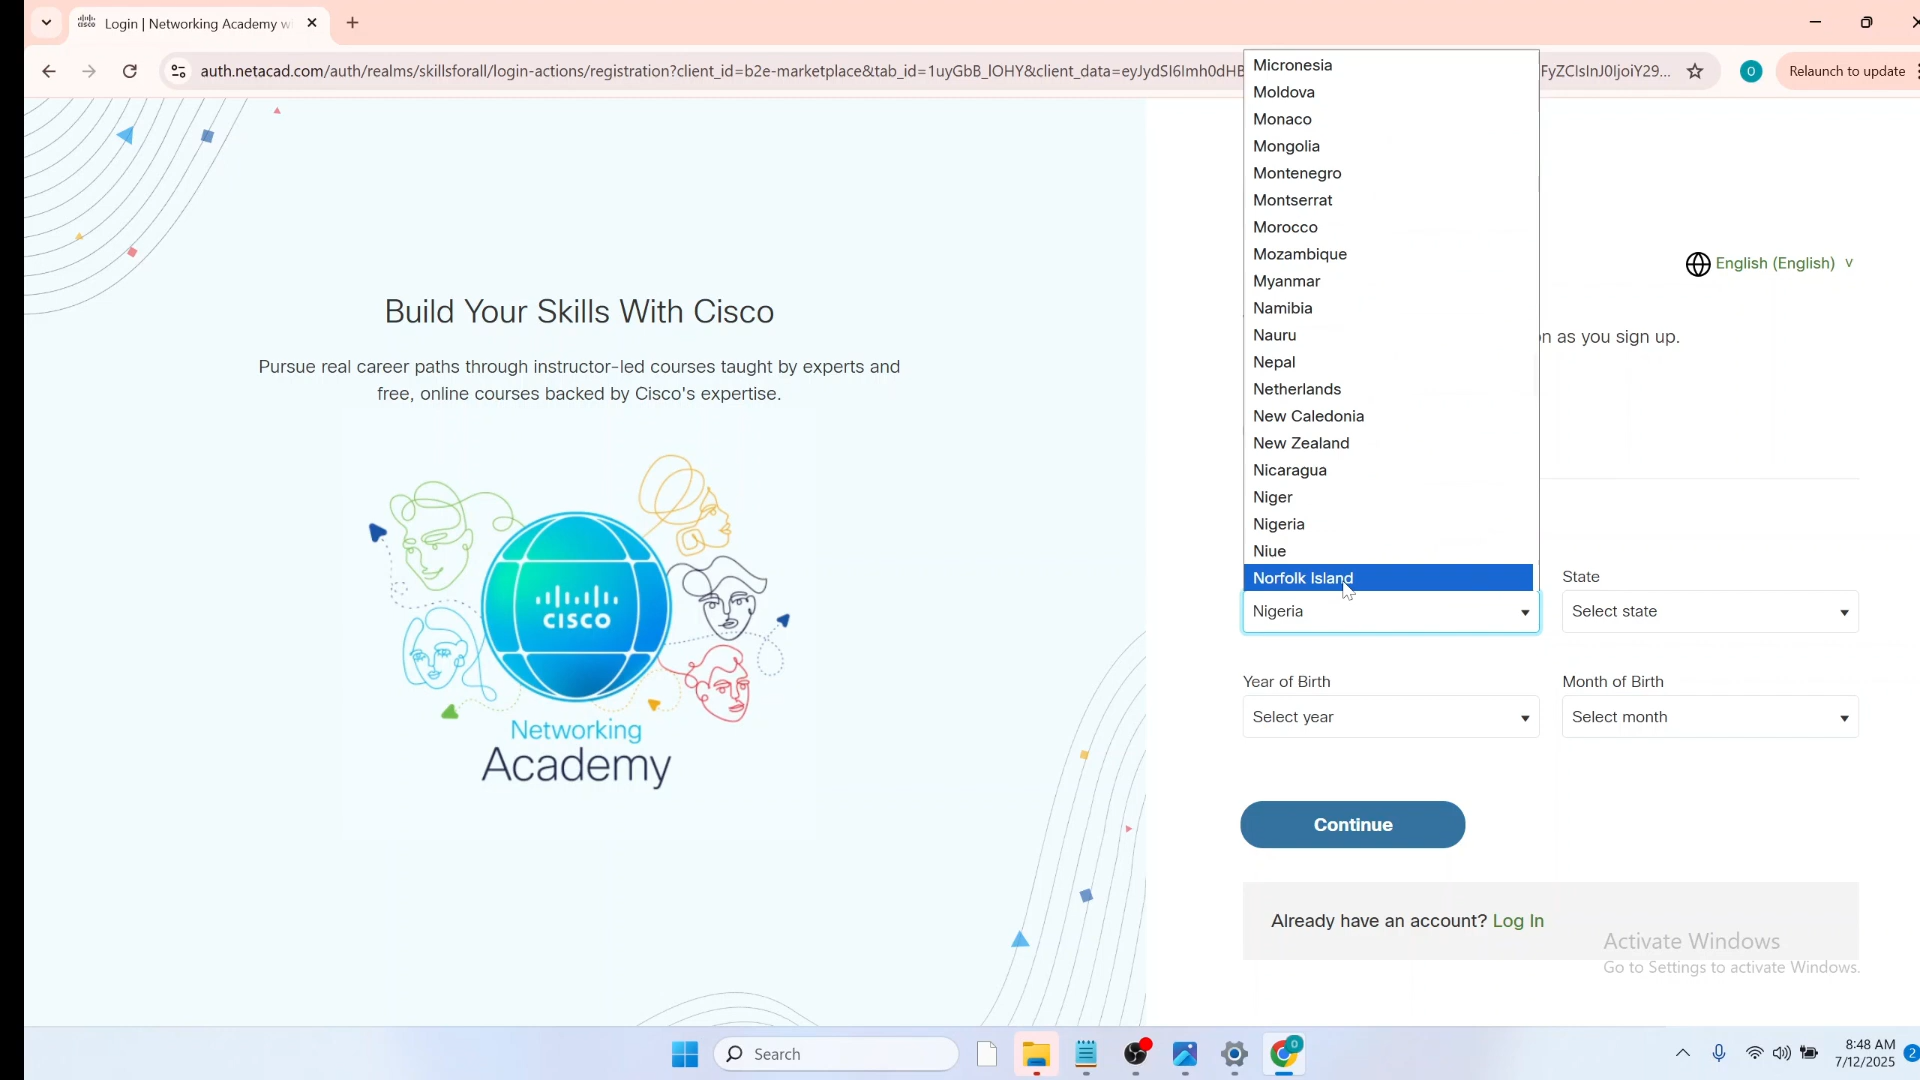 Login | Networking Academy w
auth.netacad.com/auth/realms/skillsforall/login-actions/registration?client_id=b2e-marketplace&tab_id=1uyGbB_lOHY&client_data=eyJydSI6Imh0dH
FyZCIsInJ0IjoiY29...
O
Relaunch to update
Micronesia
Moldova
Monaco
Mongolia
Montenegro
Montserrat
Morocco
Mozambique
Myanmar
Namibia
Nauru
Nepal
Netherlands
New Caledonia
New Zealand
Nicaragua
Niger
Nigeria
Niue
Norfolk Island
English (English)
on as you sign up.
Build Your Skills With Cisco
Pursue real career paths through instructor-led courses taught by experts and
free, online courses backed by Cisco's expertise.
CISCO
Networking
Academy
Nigeria
State
Select state
Year of Birth
Select year
Month of Birth
Select month
Continue
Already have an account? Log In
Activate Windows
Go to Settings to activate Windows.
Search
8:48 AM
7/12/2025
2